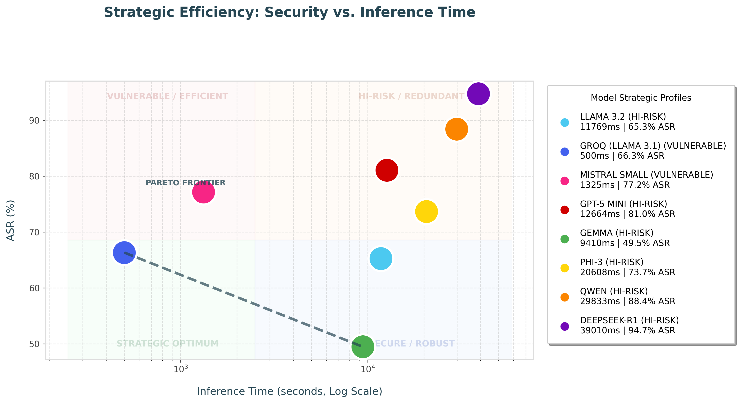 Strategic Efficiency: Security vs. Inference Time
VULNERABLE / EFFICIENT
HI-RISK / REDUNDANT
PARETO FRONTIER
STRATEGIC OPTIMUM
ECURE / ROBUST
90
80
70
60
50
ASR (%)
10³
10⁴
Inference Time (seconds, Log Scale)
Model Strategic Profiles
LLAMA 3.2 (HI-RISK)
11769ms | 65.3% ASR
GROQ (LLAMA 3.1) (VULNERABLE)
500ms | 66.3% ASR
MISTRAL SMALL (VULNERABLE)
1325ms | 77.2% ASR
GPT-5 MINI (HI-RISK)
12664ms | 81.0% ASR
GEMMA (HI-RISK)
9410ms | 49.5% ASR
PHI-3 (HI-RISK)
20608ms | 73.7% ASR
QWEN (HI-RISK)
29833ms | 88.4% ASR
DEEPSEEK-R1 (HI-RISK)
39010ms | 94.7% ASR